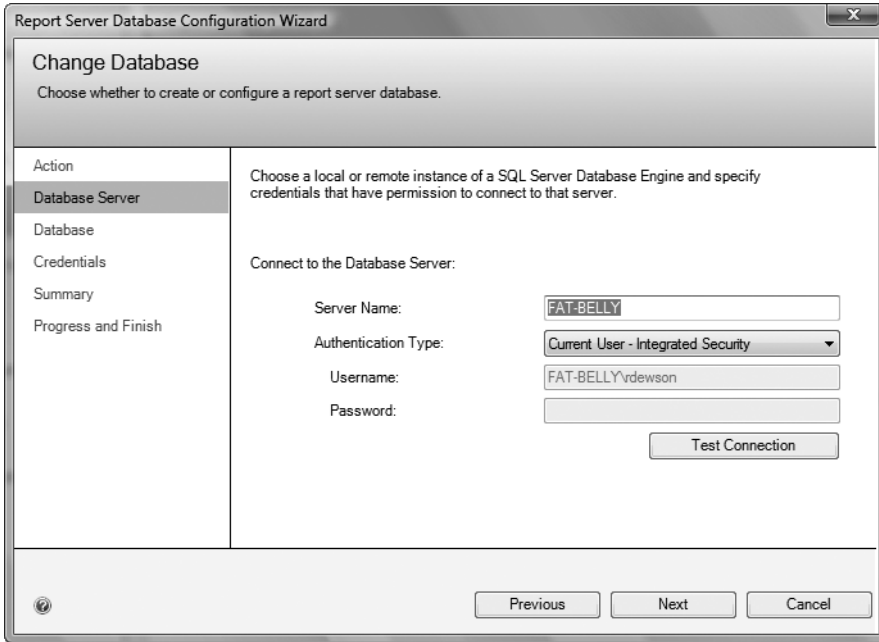 Report Server Database Configuration Wizard
X
Change Database
Choose whether to create or configure a report server database.
Action
Database Server
Database
Credentials
Summary
Progress and Finish
Choose a local or remote instance of a SQL Server Database Engine and specify
credentials that have permission to connect to that server.
Connect to the Database Server:
Server Name:
FAT-BELLY
Authentication Type:
Current User - Integrated Security
Username:
FAT-BELLY\rdewson
Password:
Test Connection
?
Previous
Next
Cancel